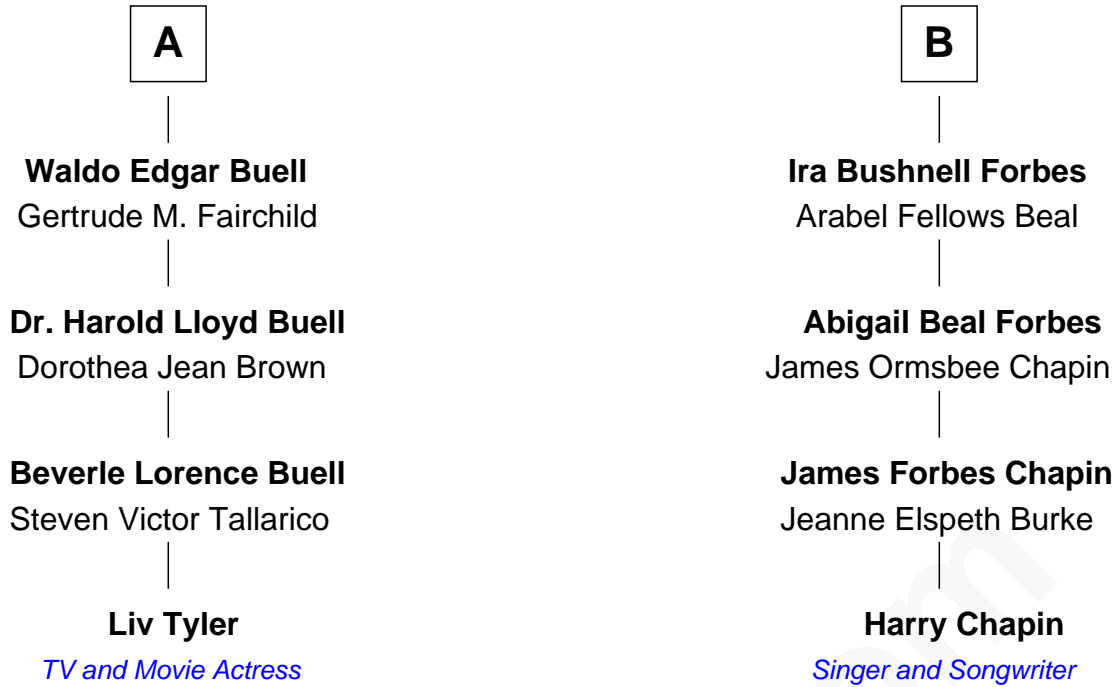 A
Waldo Edgar Buell
Gertrude M. Fairchild
Dr. Harold Lloyd Buell
Dorothea Jean Brown
Beverle Lorence Buell
Steven Victor Tallarico
Liv Tyler
TV and Movie Actress
B
Ira Bushnell Forbes
Arabel Fellows Beal
Abigail Beal Forbes
James Ormsbee Chapin
James Forbes Chapin
Jeanne Elspeth Burke
Harry Chapin
Singer and Songwriter